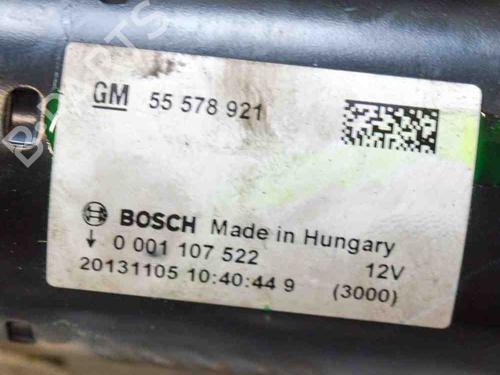 GM 55 578 921
BOSCH Made in Hungary
↓ 0 001 107 522 12V
20131105 10:40:44 9 (3000)